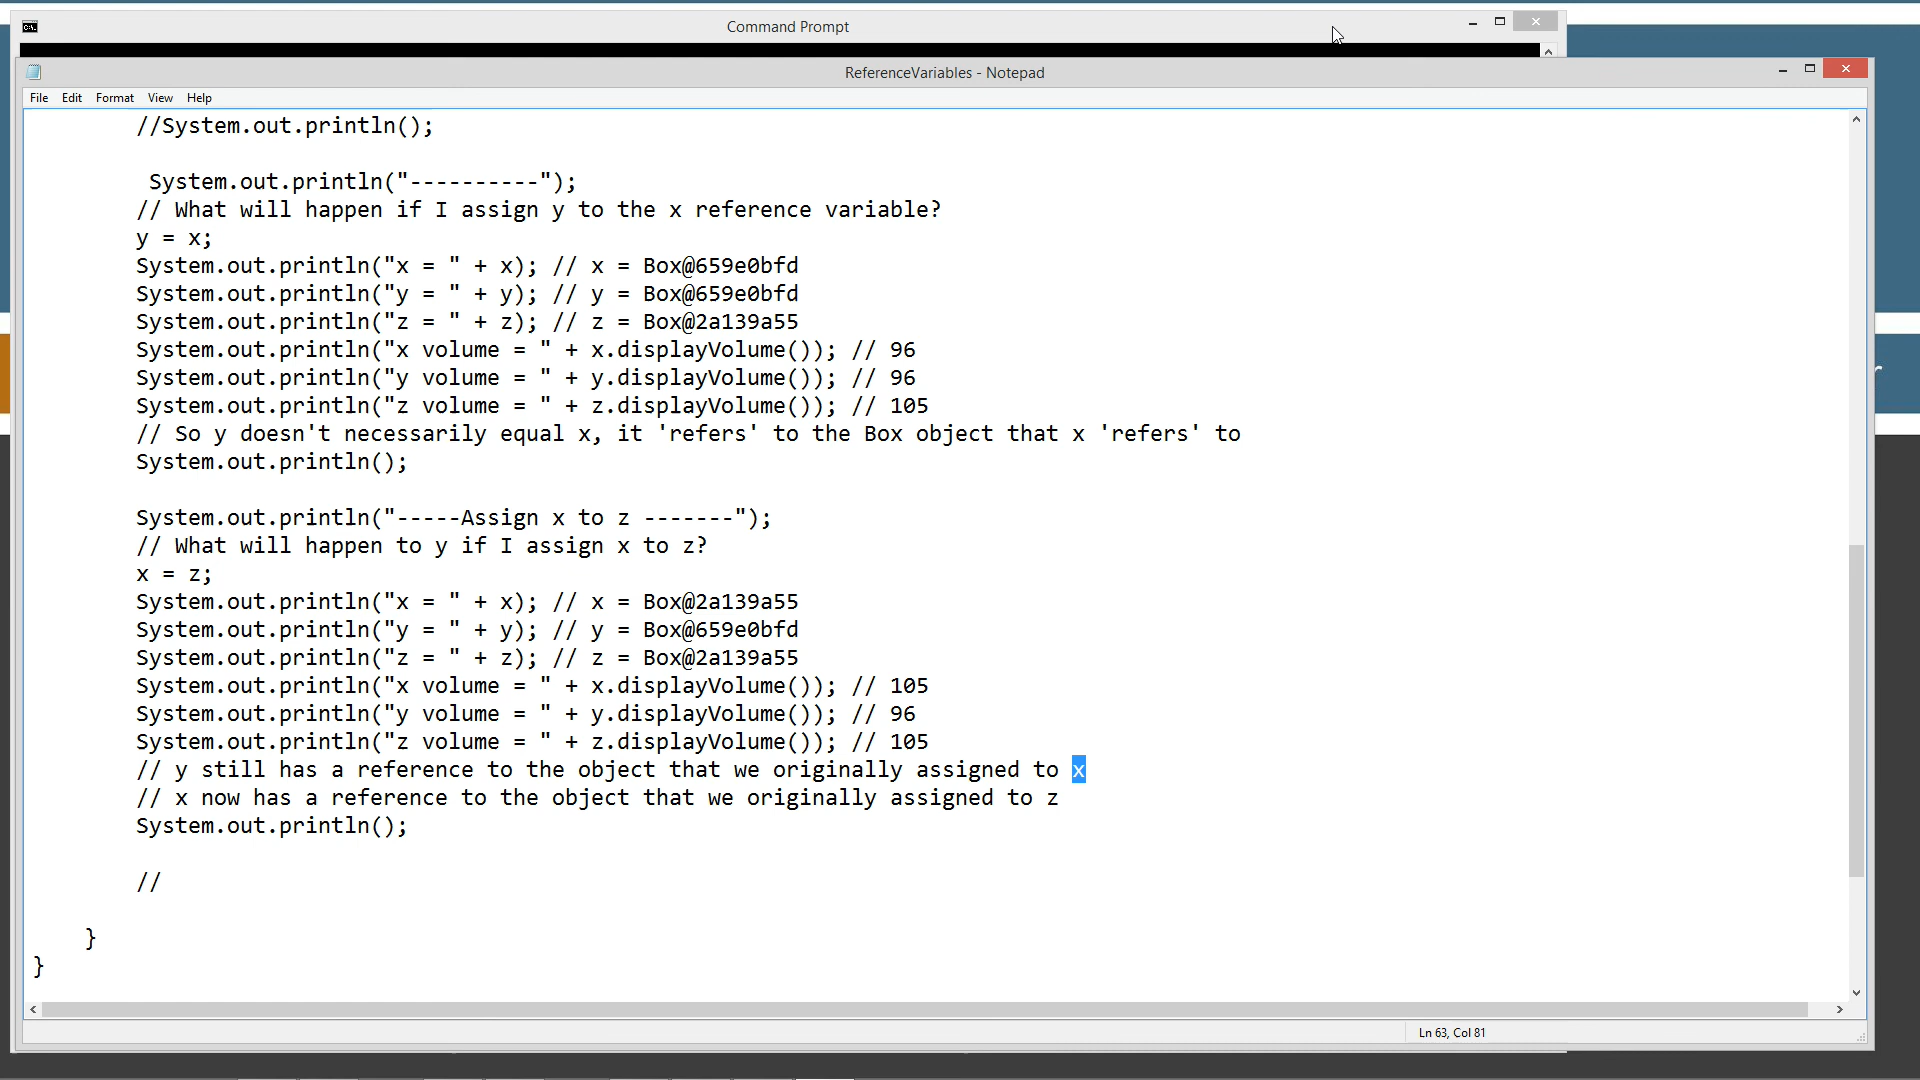 Command Prompt
ReferenceVariables - Notepad
File Edit Format View Help
//System.out.println();
System.out.println("----------");
// What will happen if I assign y to the x reference variable?
y = x;
System.out.println("x = " + x); // x = Box@659e0bfd
System.out.println("y = " + y); // y = Box@659e0bfd
System.out.println("z = " + z); // z = Box@2a139a55
System.out.println("x volume = " + x.displayVolume()); // 96
System.out.println("y volume = " + y.displayVolume()); // 96
System.out.println("z volume = " + z.displayVolume()); // 105
// So y doesn't necessarily equal x, it 'refers' to the Box object that x 'refers' to
System.out.println();
System.out.println("-----Assign x to z -------");
// What will happen to y if I assign x to z?
x = z;
System.out.println("x = " + x); // x = Box@2a139a55
System.out.println("y = " + y); // y = Box@659e0bfd
System.out.println("z = " + z); // z = Box@2a139a55
System.out.println("x volume = " + x.displayVolume()); // 105
System.out.println("y volume = " + y.displayVolume()); // 96
System.out.println("z volume = " + z.displayVolume()); // 105
// y still has a reference to the object that we originally assigned to x
// x now has a reference to the object that we originally assigned to z
System.out.println();
//
}
}
Ln 63, Col 81